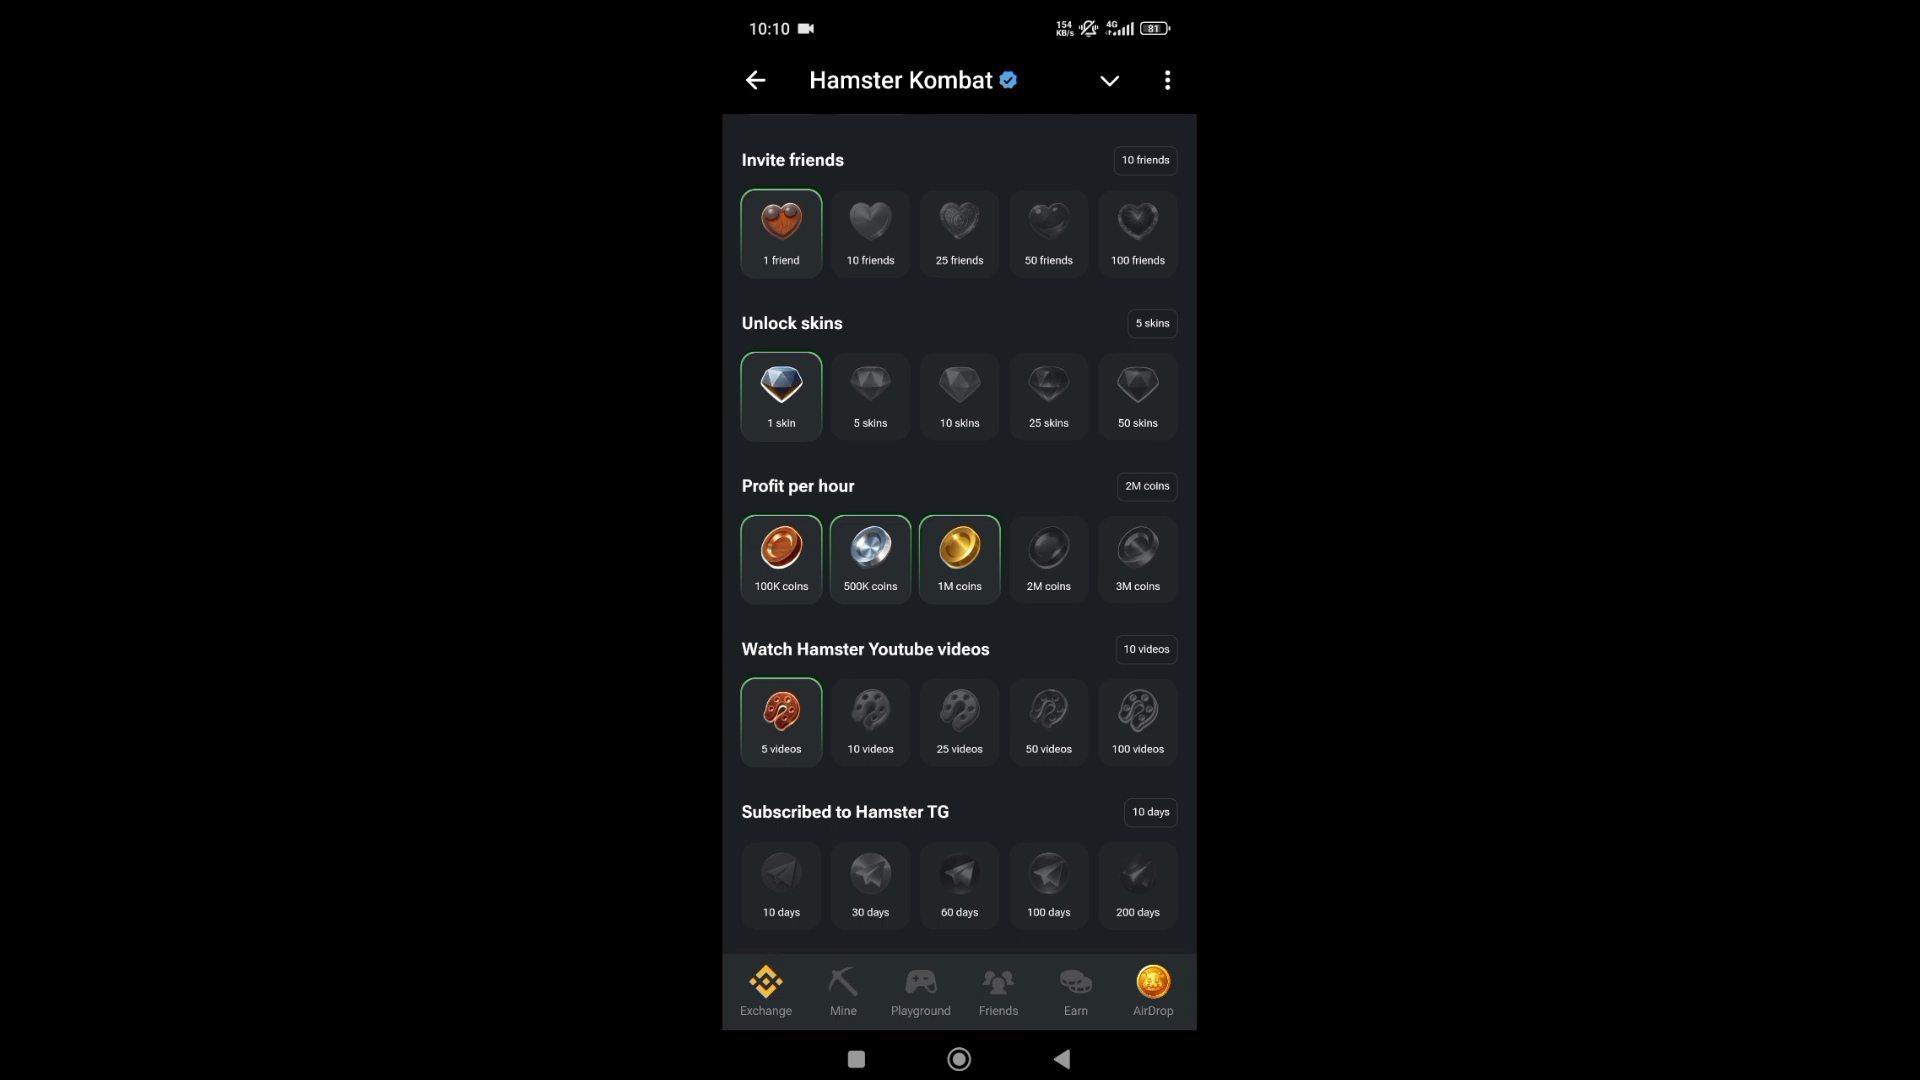 10:10
154 KB/s 4G 81
Hamster Kombat
Invite friends 10 friends
1 friend 10 friends 25 friends 50 friends 100 friends
Unlock skins 5 skins
1 skin 5 skins 10 skins 25 skins 50 skins
Profit per hour 2M coins
100K coins 500K coins 1M coins 2M coins 3M coins
Watch Hamster Youtube videos 10 videos
5 videos 10 videos 25 videos 50 videos 100 videos
Subscribed to Hamster TG 10 days
10 days 30 days 60 days 100 days 200 days
Exchange Mine Playground Friends Earn AirDrop